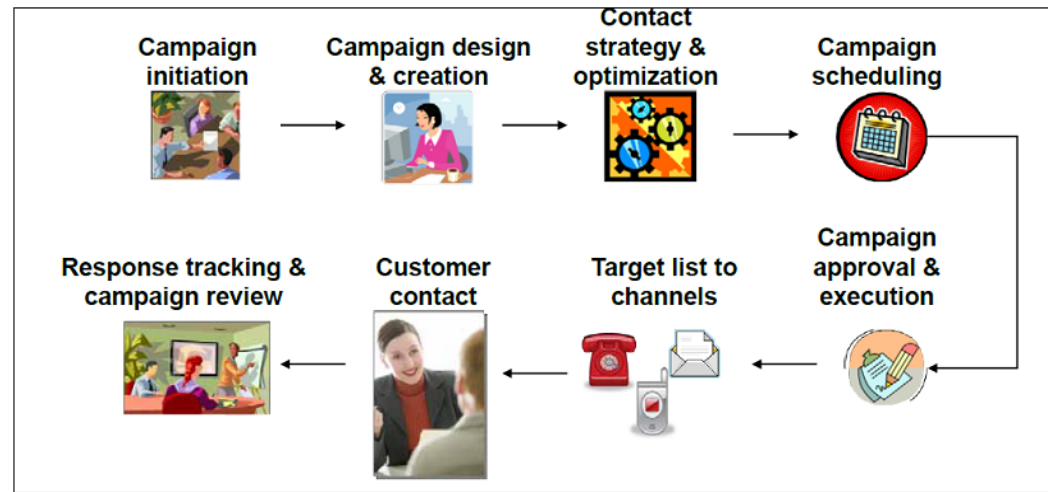 Campaign
initiation
Campaign design
& creation
Contact
strategy &
optimization
Campaign
scheduling
Campaign
approval &
execution
Target list to
channels
Customer
contact
Response tracking &
campaign review